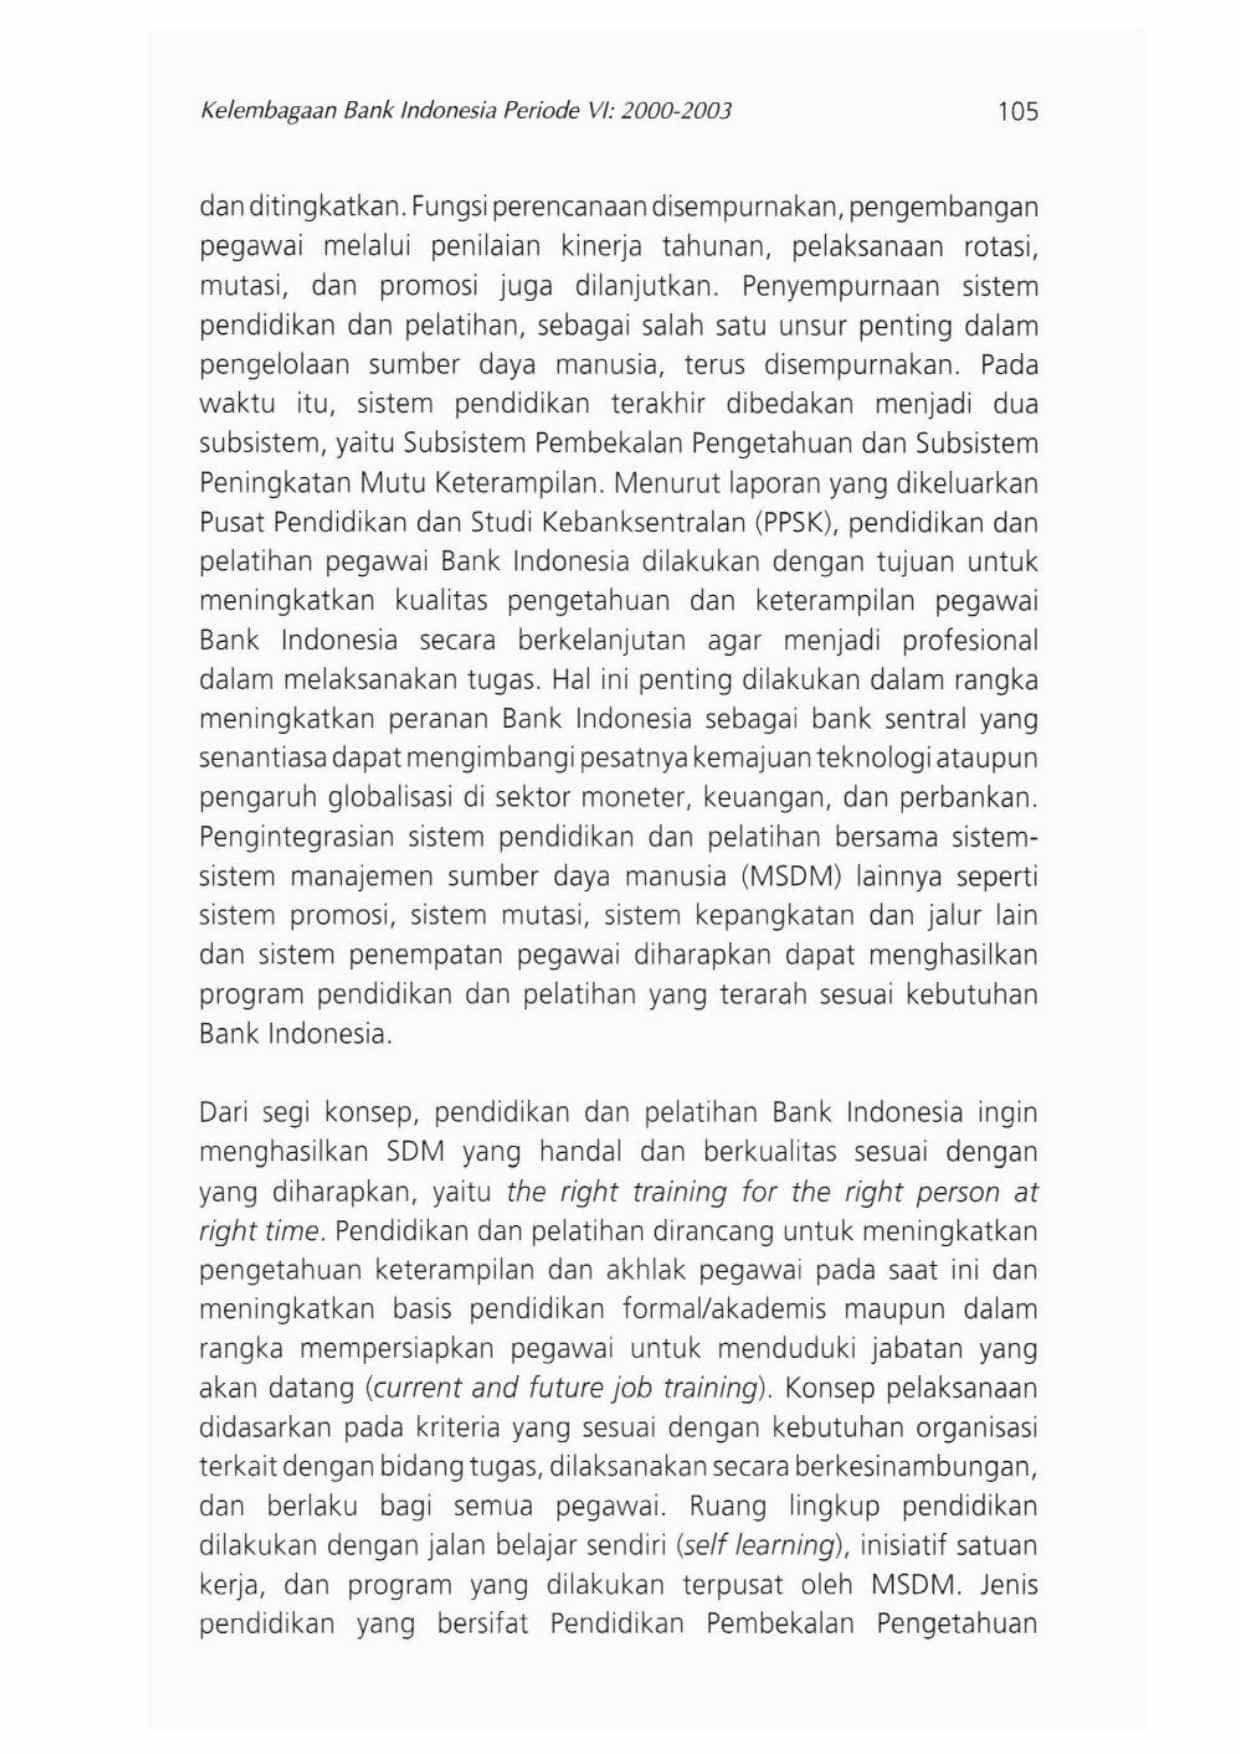 Kelembagaan Bank Indonesia Periode VI: 2000-2003 105
dan ditingkatkan. Fungsi perencanaan disempurnakan, pengembangan
pegawai melalui penilaian kinerja tahunan, pelaksanaan rotasi,
mutasi, dan promosi juga dilanjutkan. Penyempurnaan sistem
pendidikan dan pelatihan, sebagai salah satu unsur penting dalam
pengelolaan sumber daya manusia, terus disempurnakan. Pada
waktu itu, sistem pendidikan terakhir dibedakan menjadi dua
subsistem, yaitu Subsistem Pembekalan Pengetahuan dan Subsistem
Peningkatan Mutu Keterampilan. Menurut laporan yang dikeluarkan
Pusat Pendidikan dan Studi Kebanksentralan (PPSK), pendidikan dan
pelatihan pegawai Bank Indonesia dilakukan dengan tujuan untuk
meningkatkan kualitas pengetahuan dan keterampilan pegawai
Bank Indonesia secara berkelanjutan agar menjadi profesional
dalam melaksanakan tugas. Hal ini penting dilakukan dalam rangka
meningkatkan peranan Bank Indonesia sebagai bank sentral yang
senantiasa dapat mengimbangi pesatnya kemajuan teknologi ataupun
pengaruh globalisasi di sektor moneter, keuangan, dan perbankan.
Pengintegrasian sistem pendidikan dan pelatihan bersama sistem-
sistem manajemen sumber daya manusia (MSDM) lainnya seperti
sistem promosi, sistem mutasi, sistem kepangkatan dan jalur lain
dan sistem penempatan pegawai diharapkan dapat menghasilkan
program pendidikan dan pelatihan yang terarah sesuai kebutuhan
Bank Indonesia.
Dari segi konsep, pendidikan dan pelatihan Bank Indonesia ingin
menghasilkan SDM yang handal dan berkualitas sesuai dengan
yang diharapkan, yaitu the right training for the right person at
right time. Pendidikan dan pelatihan dirancang untuk meningkatkan
pengetahuan keterampilan dan akhlak pegawai pada saat ini dan
meningkatkan basis pendidikan formal/akademis maupun dalam
rangka mempersiapkan pegawai untuk menduduki jabatan yang
akan datang (current and future job training). Konsep pelaksanaan
didasarkan pada kriteria yang sesuai dengan kebutuhan organisasi
terkait dengan bidang tugas, dilaksanakan secara berkesinambungan,
dan berlaku bagi semua pegawai. Ruang lingkup pendidikan
dilakukan dengan jalan belajar sendiri (self learning), inisiatif satuan
kerja, dan program yang dilakukan terpusat oleh MSDM. Jenis
pendidikan yang bersifat Pendidikan Pembekalan Pengetahuan